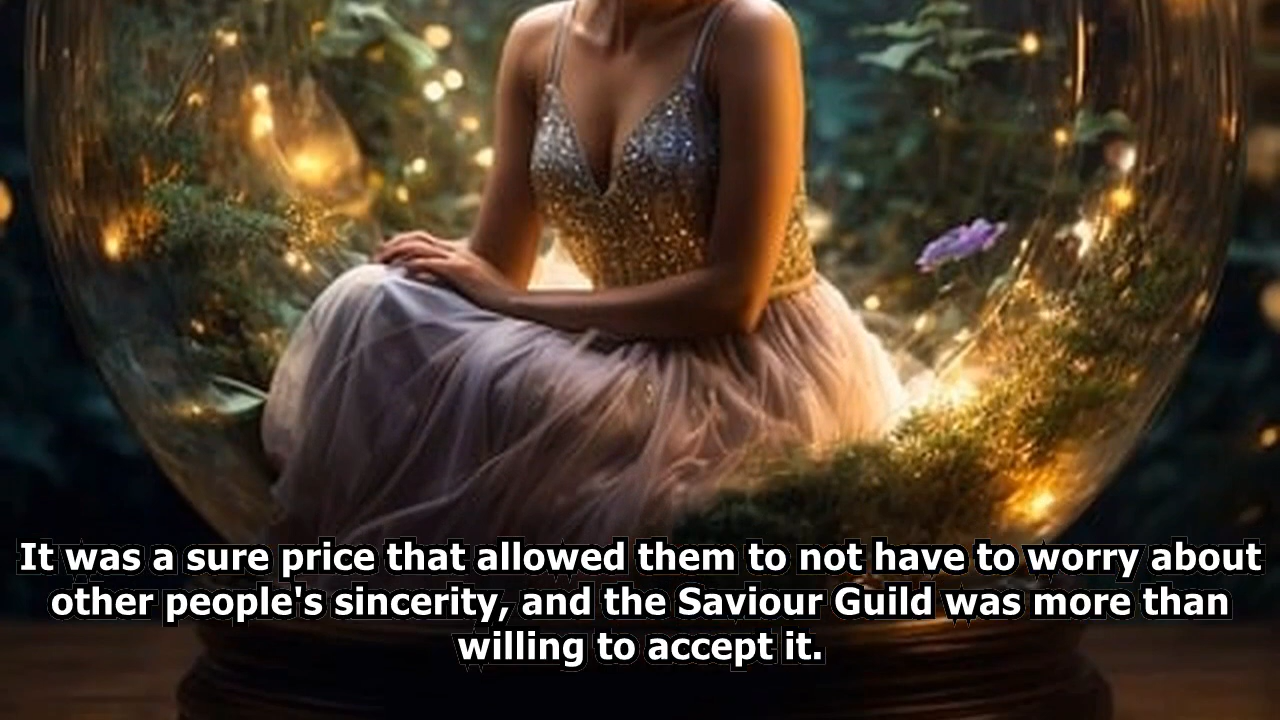 It was a sure price that allowed them to not have to worry about
other people's sincerity, and the Saviour Guild was more than
willing to accept it.